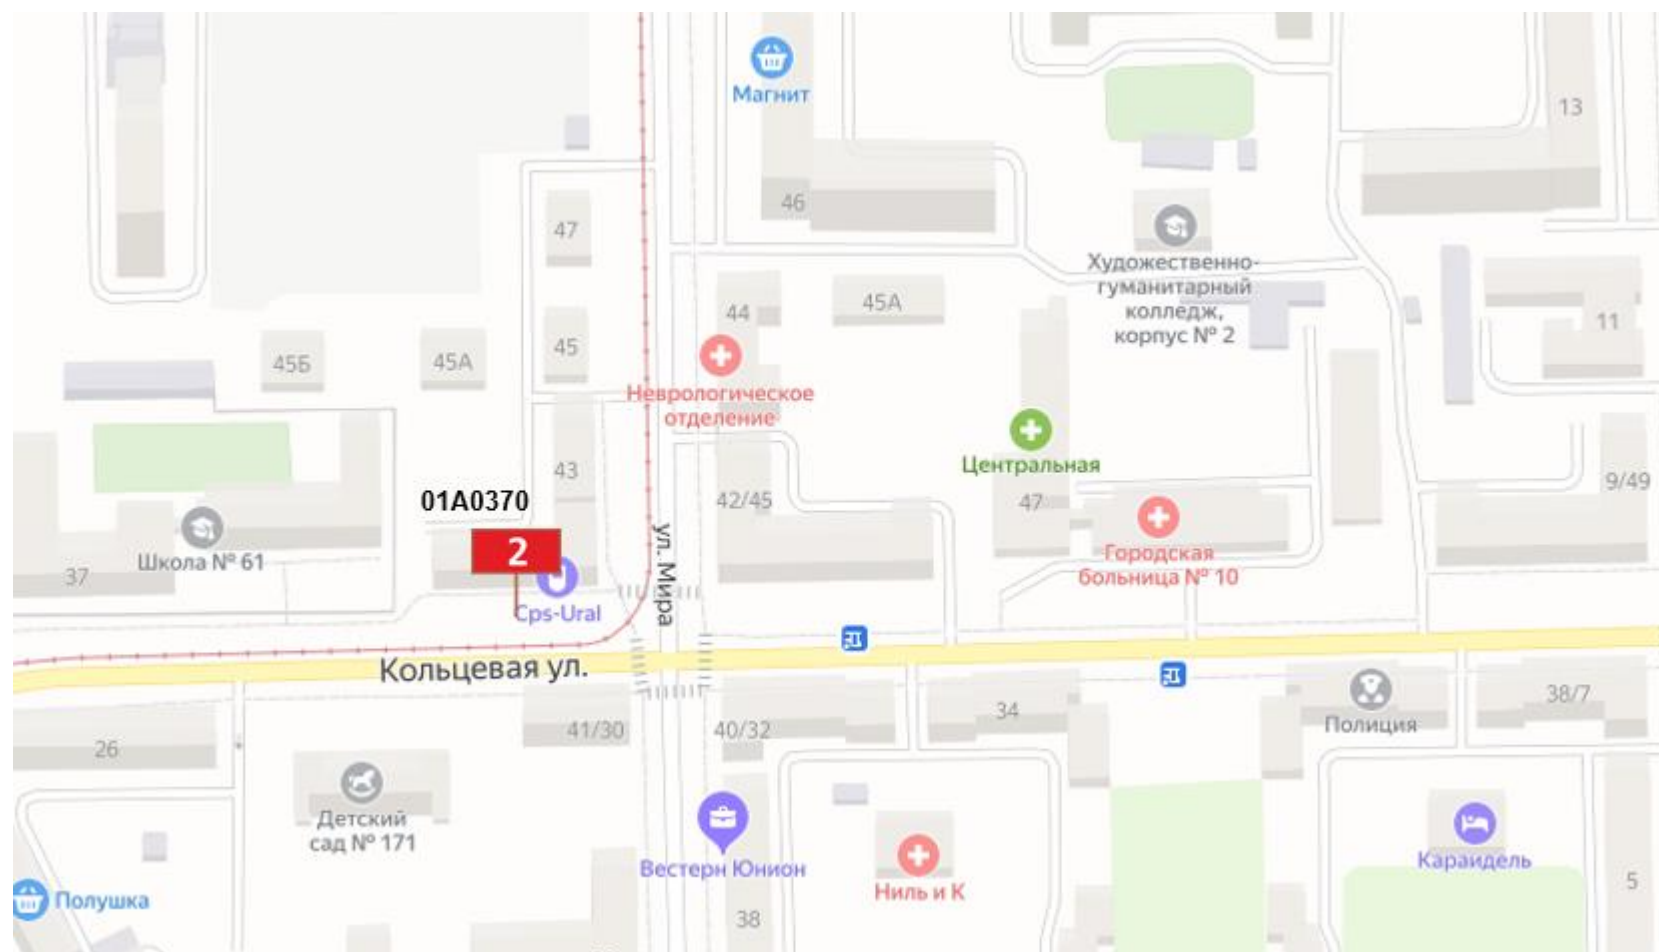 Магнит
13
46
47
Художественно-
гуманитарный
колледж,
корпус № 2
44
45А
11
45
45Б
45А
Неврологическое
отделение
Центральная
43
01А0370
42/45
47
9/49
2
Школа № 61
37
Городская
больница № 10
ул. Мира
Cps-Ural
Кольцевая ул.
38/7
34
Полиция
41/30
40/32
26
Детский
сад № 171
Вестерн Юнион
Караидель
Ниль и К
5
Полушка
38